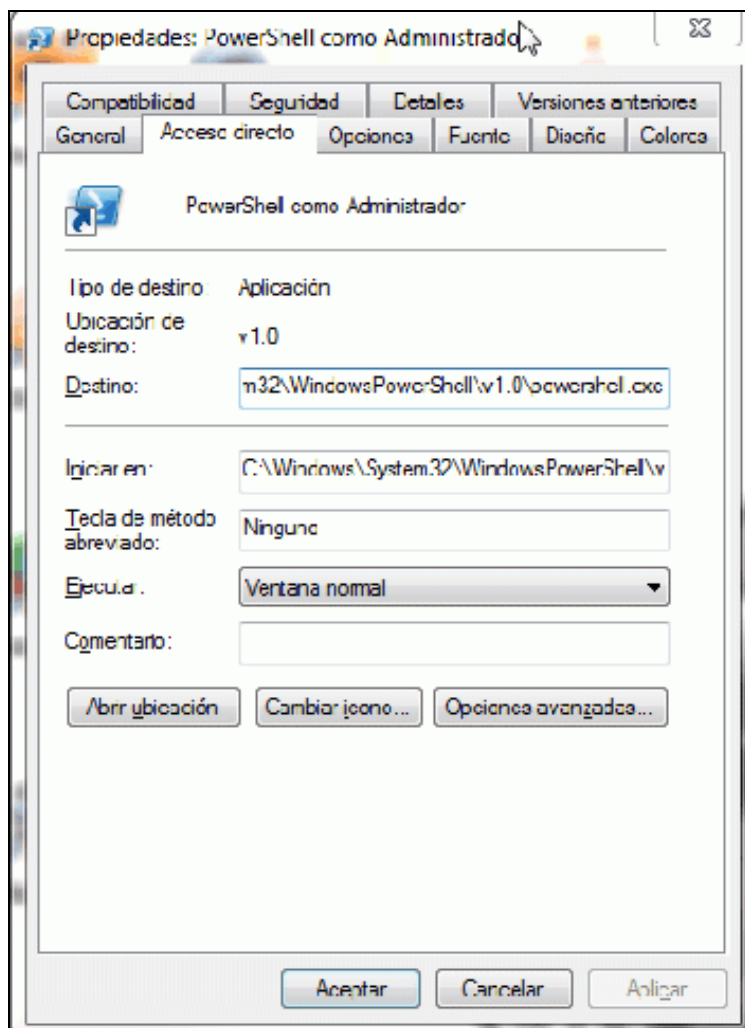 Propiedades: PowerShell como Administrador
Compatibilidad Seguridad Detalles Versiones anteriores
General Acceso directo Opciones Fuente Diseño Colores
PowerShell como Administrador
Tipo de destino: Aplicación
Ubicación de destino: v1.0
Destino: m32\WindowsPowerShell\v1.0\powershell.exe
Iniciar en: C:\Windows\System32\WindowsPowerShell\v
Tecla de método abreviado: Ninguno
Ejecutar: Ventana normal
Comentario:
Abrir ubicación Cambiar icono... Opciones avanzadas...
Aceptar Cancelar Aplicar